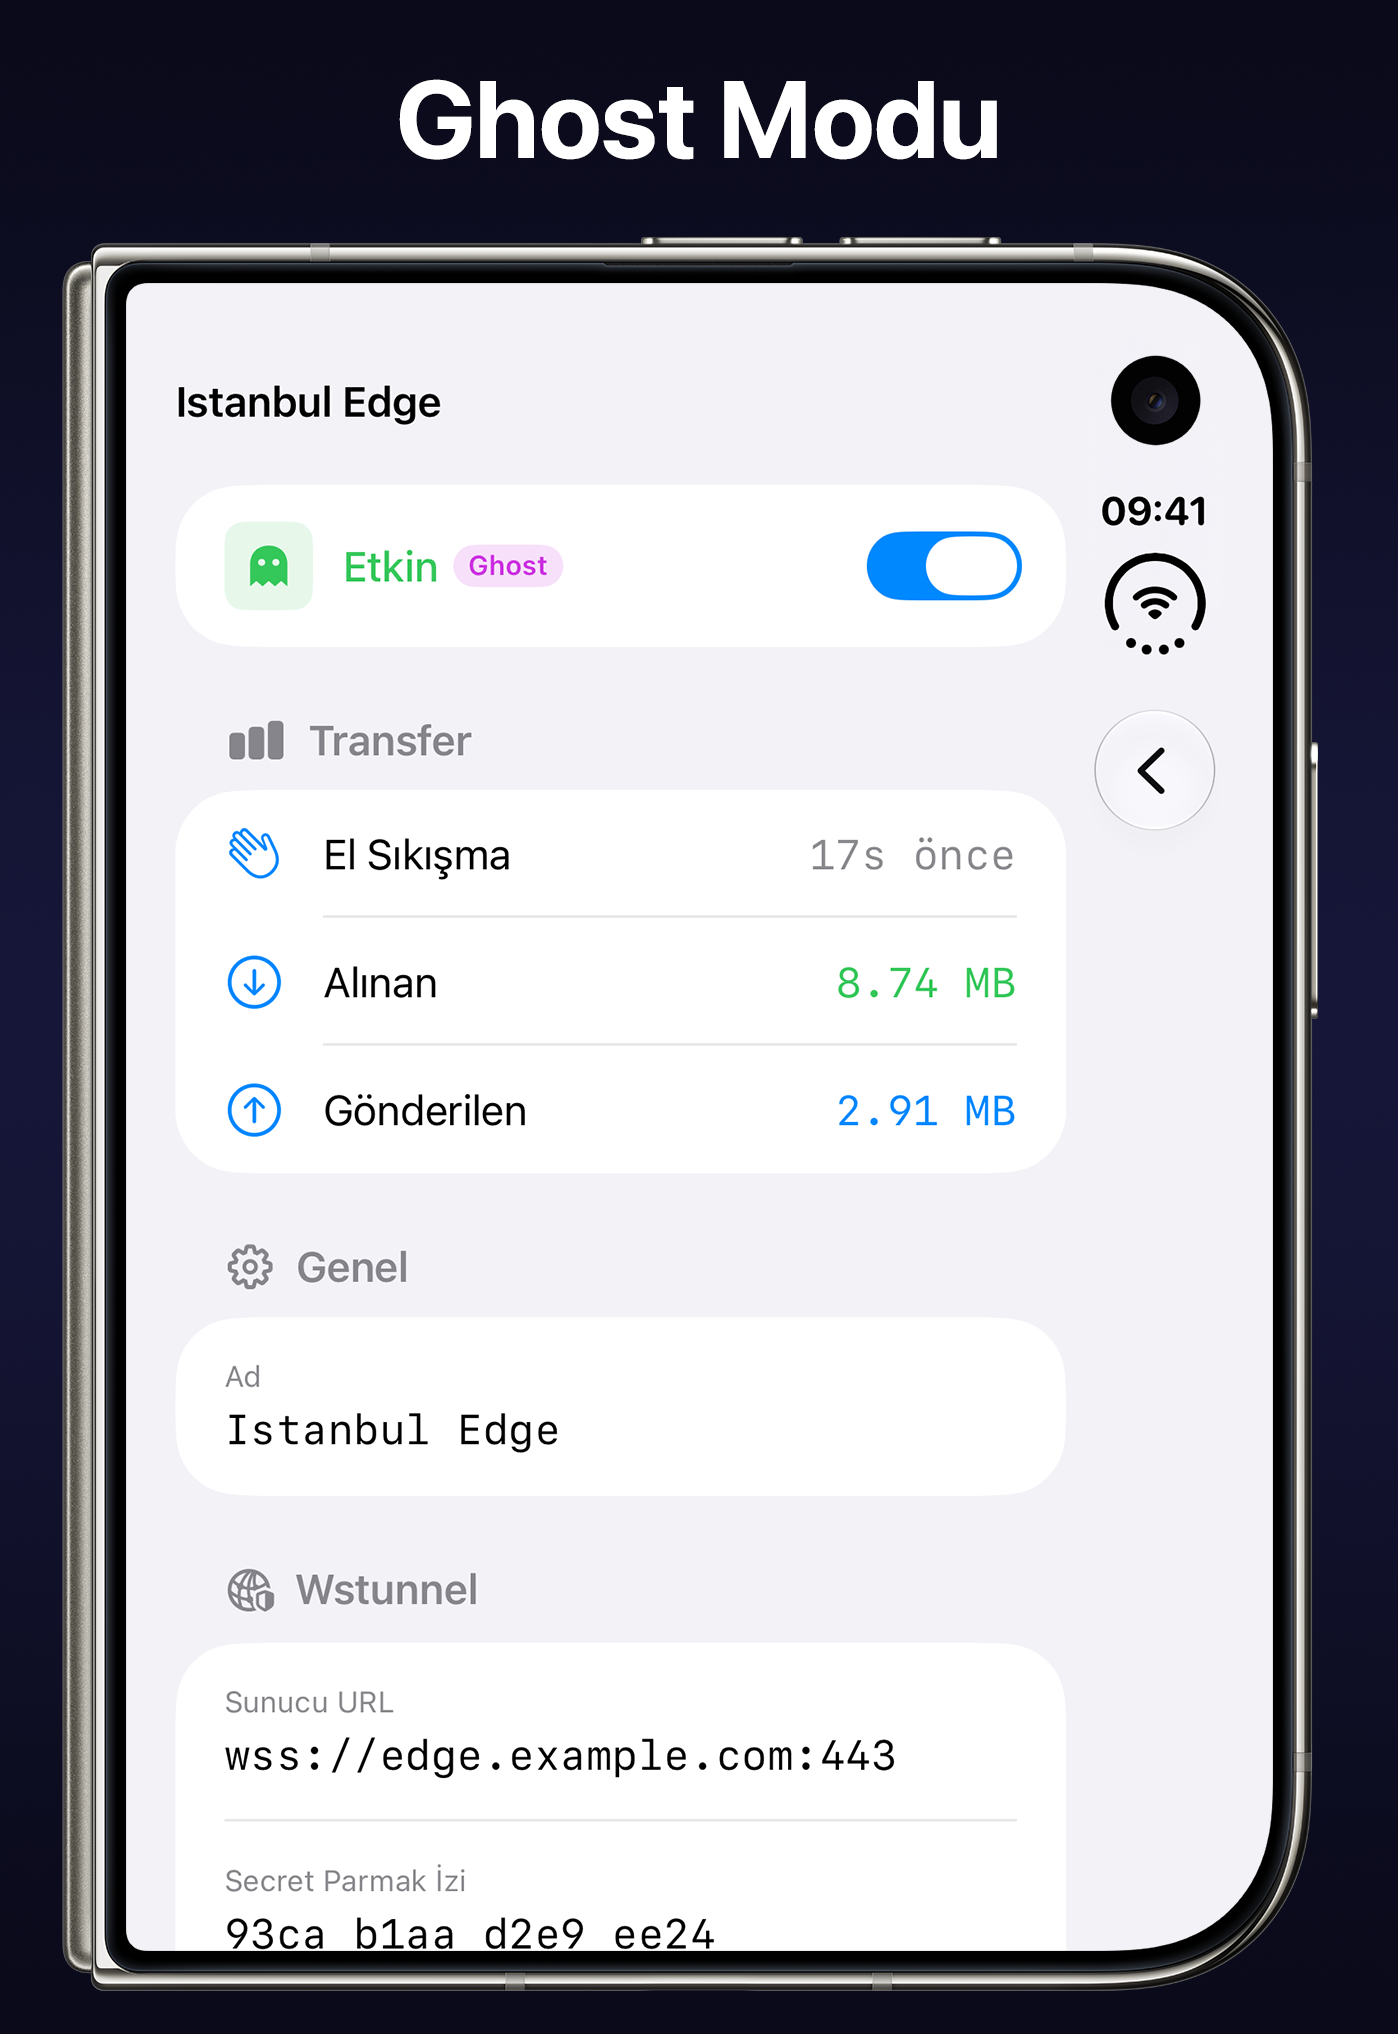 Ghost Modu
Istanbul Edge
09:41
Etkin Ghost
Transfer
El Sıkışma 17s önce
Alınan 8.74 MB
Gönderilen 2.91 MB
Genel
Ad
Istanbul Edge
Wstunnel
Sunucu URL
wss://edge.example.com:443
Secret Parmak İzi
93ca b1aa d2e9 ee24